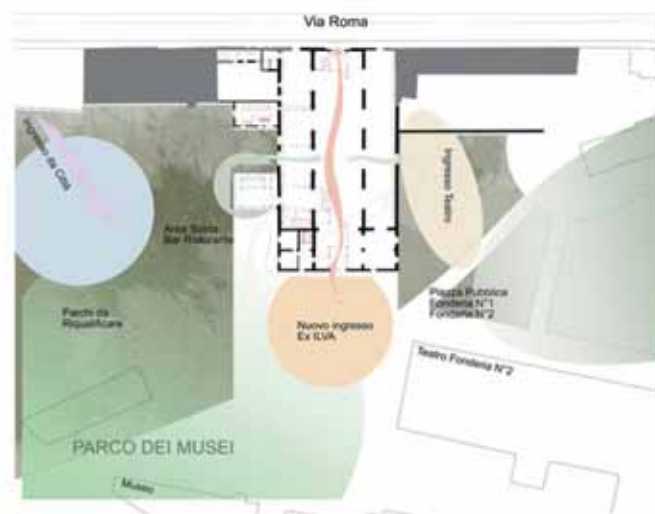 Via Roma
Ingresso da Città
Ingresso Teatro
Area Sosta
Bar Ristorante
Piazza Pubblica
Fonderia N°1
Fonderia N°2
Parchi da
Riqualificare
Nuovo ingresso
Ex ILVA
Teatro Fonderia N°2
PARCO DEI MUSEI
Museo